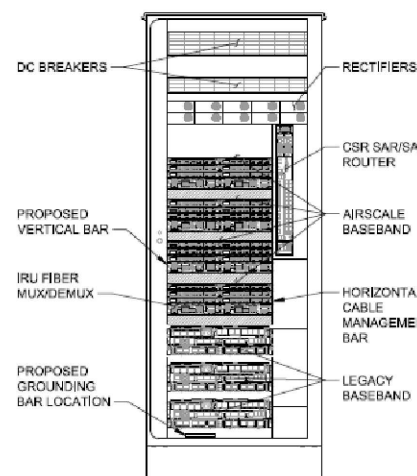 DC BREAKERS
RECTIFIERS
CSR SAR/SA
ROUTER
PROPOSED
VERTICAL BAR
AIRSCALE
BASEBAND
IRU FIBER
MUX/DEMUX
HORIZONTA
CABLE
MANAGEME
BAR
PROPOSED
GROUNDING
BAR LOCATION
LEGACY
BASEBAND